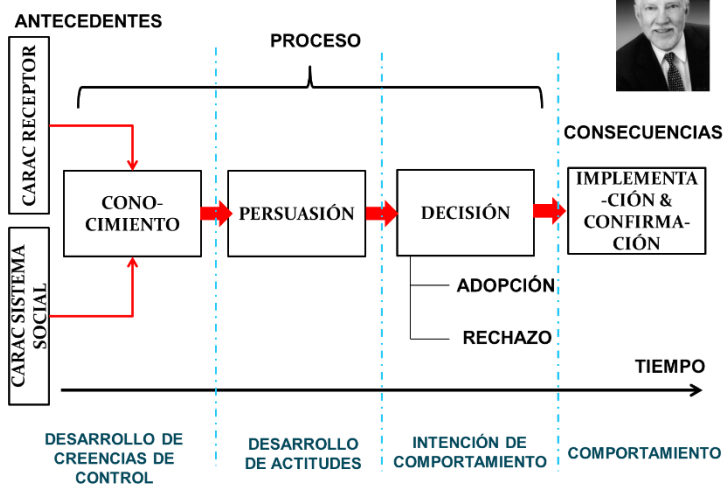 ANTECEDENTES
PROCESO
CARAC RECEPTOR
CARAC SISTEMA
SOCIAL
CONO-
CIMIENTO
PERSUASIÓN
DECISIÓN
CONSECUENCIAS
IMPLEMENTA
-CIÓN &
CONFIRMA-
CIÓN
ADOPCIÓN
RECHAZO
TIEMPO
DESARROLLO DE
CREENCIAS DE
CONTROL
DESARROLLO
DE ACTITUDES
INTENCIÓN DE
COMPORTAMIENTO
COMPORTAMIENTO